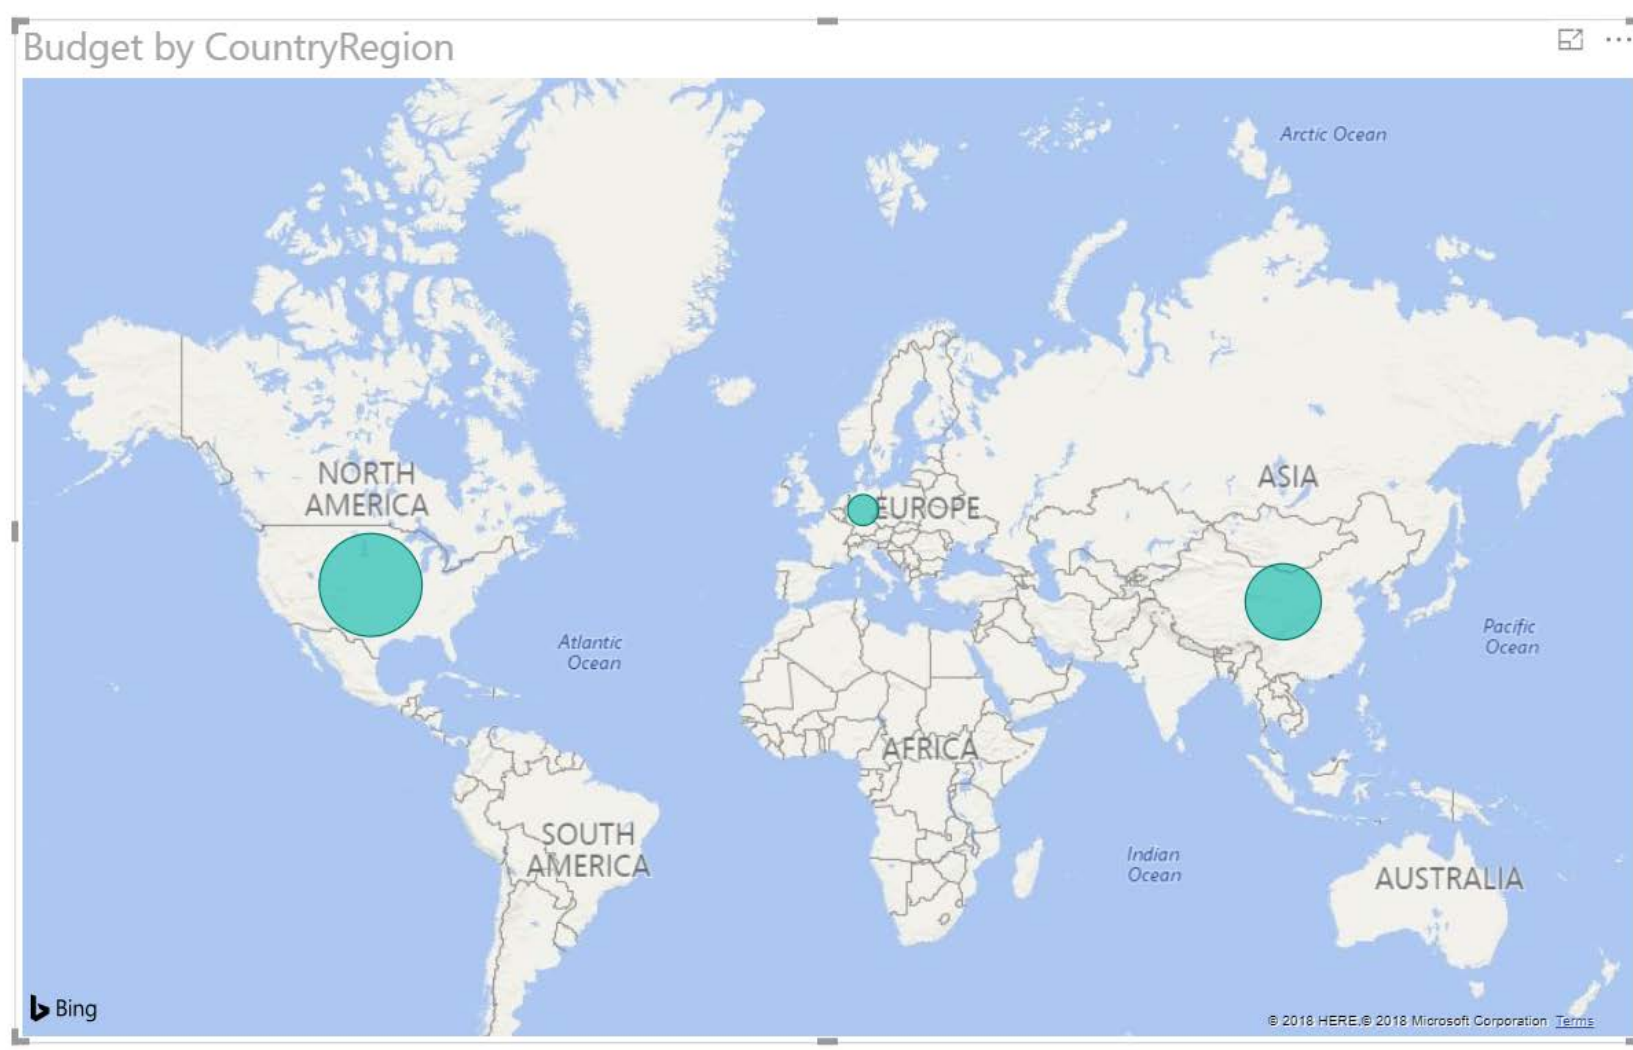 Budget by CountryRegion
Arctic Ocean
NORTH
AMERICA
ASIA
EUROPE
Atlantic
Ocean
Pacific
Ocean
AFRICA
SOUTH
AMERICA
Indian
Ocean
AUSTRALIA
Bing
© 2018 HERE,© 2018 Microsoft Corporation Terms